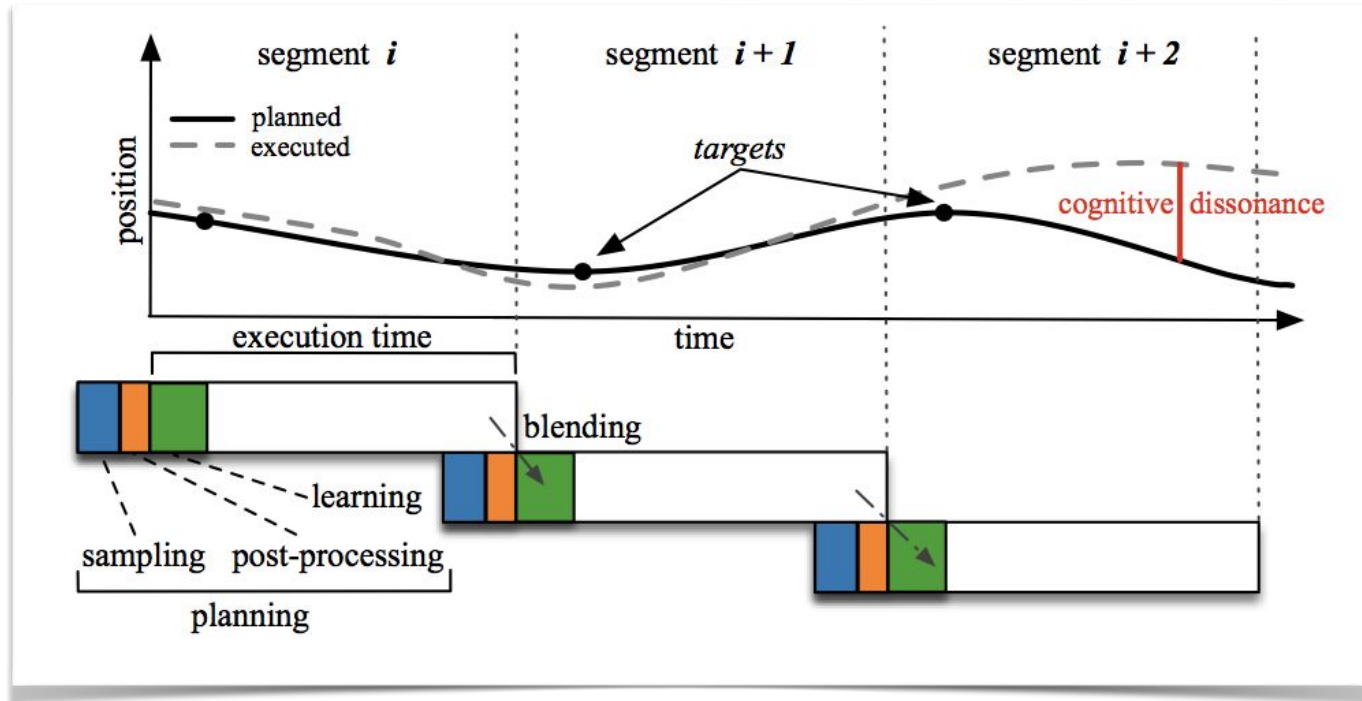 segment i
segment i + 1
segment i + 2
planned
executed
position
targets
cognitive dissonance
execution time
time
blending
learning
sampling
post-processing
planning